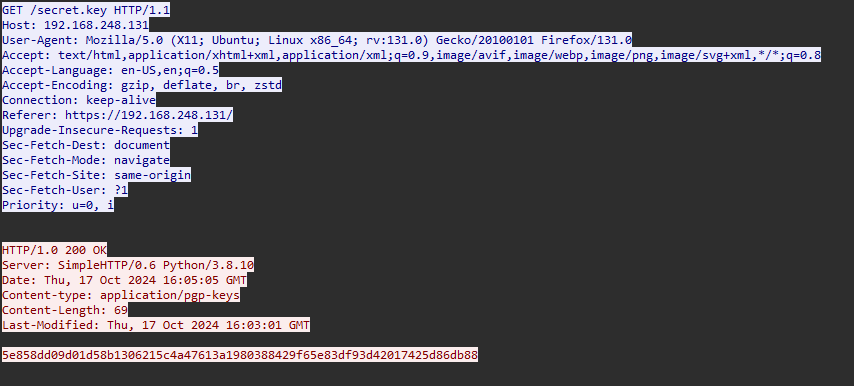 GET /secret.key HTTP/1.1
Host: 192.168.248.131
User-Agent: Mozilla/5.0 (X11; Ubuntu; Linux x86_64; rv:131.0) Gecko/20100101 Firefox/131.0
Accept: text/html,application/xhtml+xml,application/xml;q=0.9,image/avif,image/webp,image/png,image/svg+xml,*/*;q=0.8
Accept-Language: en-US,en;q=0.5
Accept-Encoding: gzip, deflate, br, zstd
Connection: keep-alive
Referer: https://192.168.248.131/
Upgrade-Insecure-Requests: 1
Sec-Fetch-Dest: document
Sec-Fetch-Mode: navigate
Sec-Fetch-Site: same-origin
Sec-Fetch-User: ?1
Priority: u=0, i
HTTP/1.0 200 OK
Server: SimpleHTTP/0.6 Python/3.8.10
Date: Thu, 17 Oct 2024 16:05:05 GMT
Content-type: application/pgp-keys
Content-Length: 69
Last-Modified: Thu, 17 Oct 2024 16:03:01 GMT
5e858dd09d01d58b1306215c4a47613a1980388429f65e83df93d42017425d86db88